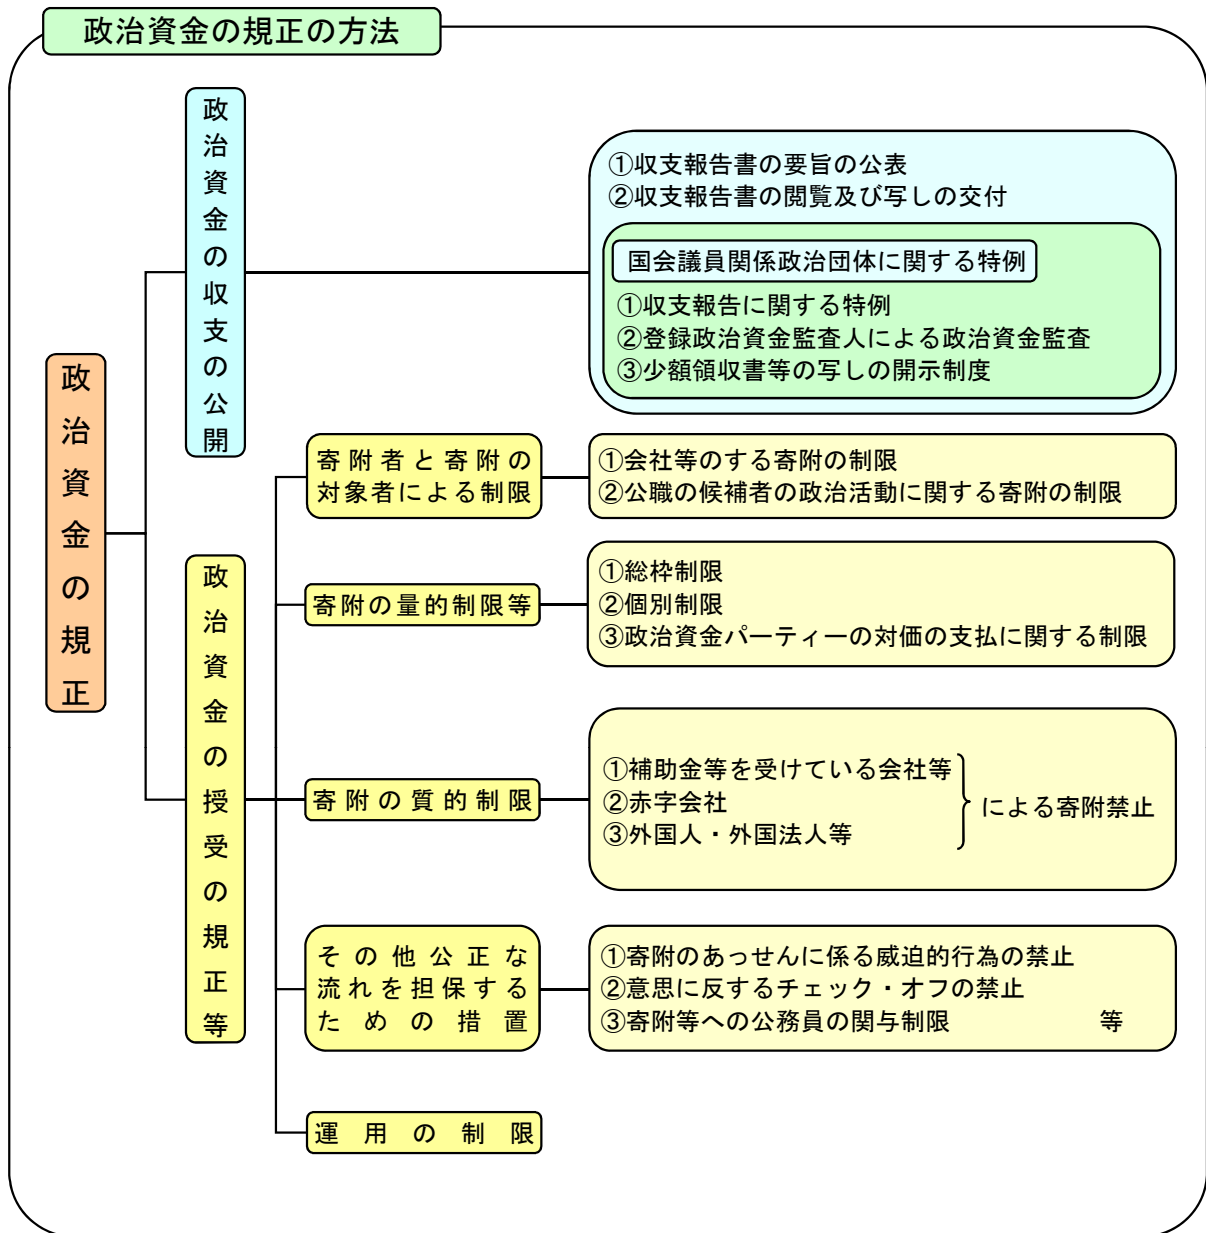 政治資金の規正の方法
政治資金の規正
政治資金の収支の公開
①収支報告書の要旨の公表
②収支報告書の閲覧及び写しの交付
国会議員関係政治団体に関する特例
①収支報告に関する特例
②登録政治資金監査人による政治資金監査
③少額領収書等の写しの開示制度
政治資金の授受の規正等
寄附者と寄附の
対象者による制限
①会社等のする寄附の制限
②公職の候補者の政治活動に関する寄附の制限
寄附の量的制限等
①総枠制限
②個別制限
③政治資金パーティーの対価の支払に関する制限
寄附の質的制限
①補助金等を受けている会社等
②赤字会社
③外国人・外国法人等
による寄附禁止
その他公正な
流れを担保する
ための措置
①寄附のあっせんに係る威迫的行為の禁止
②意思に反するチェック・オフの禁止
③寄附等への公務員の関与制限 等
運用の制限